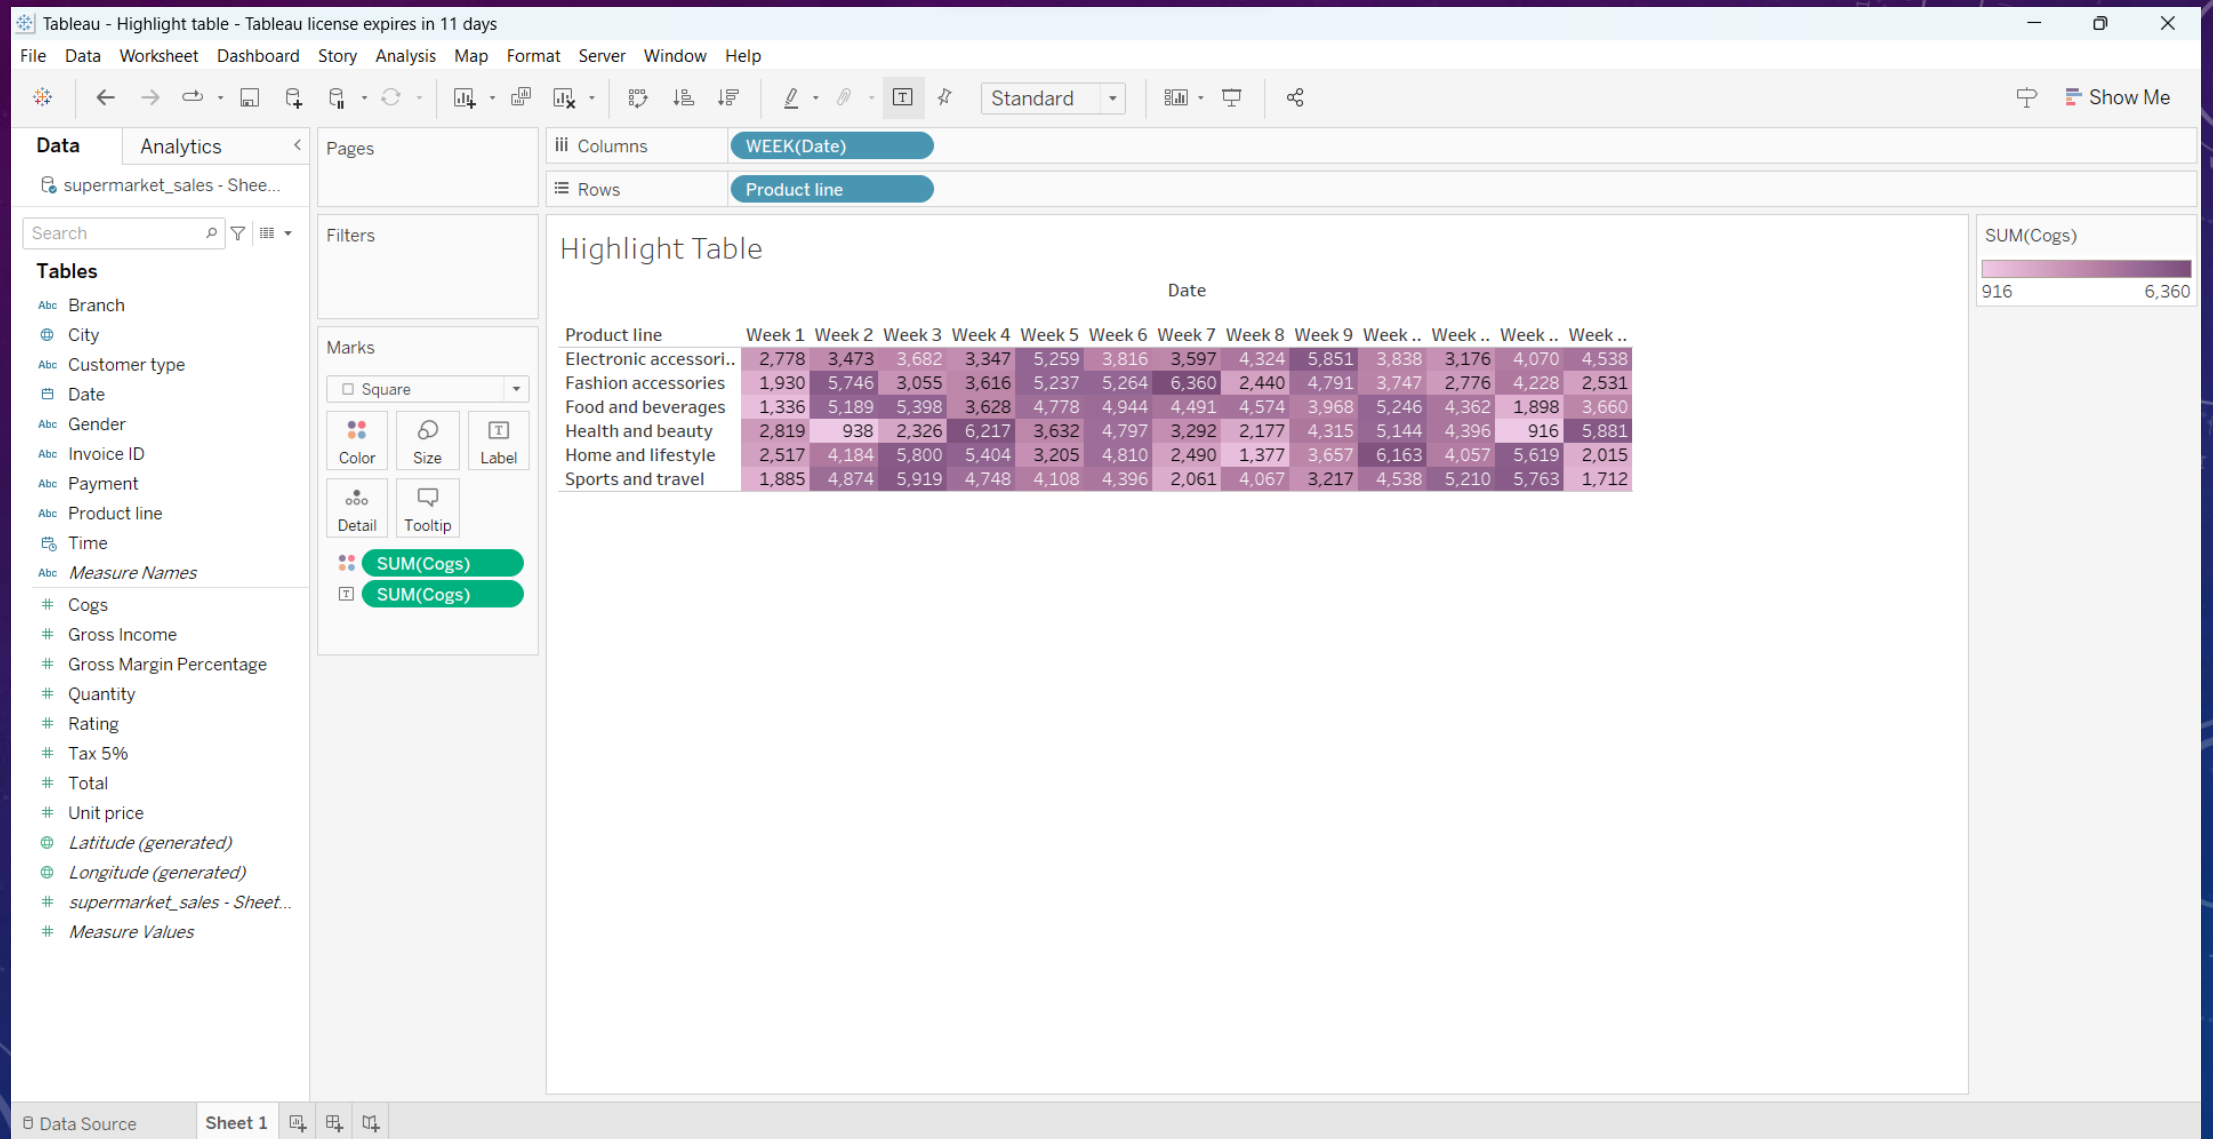 Tableau - Highlight table - Tableau license expires in 11 days
File Data Worksheet Dashboard Story Analysis Map Format Server Window Help
Standard
Show Me
Data Analytics
supermarket_sales - Shee...
Search
Tables
Abc Branch
City
Abc Customer type
Date
Abc Gender
Abc Invoice ID
Abc Payment
Abc Product line
Time
Abc Measure Names
# Cogs
# Gross Income
# Gross Margin Percentage
# Quantity
# Rating
# Tax 5%
# Total
# Unit price
Latitude (generated)
Longitude (generated)
# supermarket_sales - Sheet...
# Measure Values
Pages
Filters
Marks
Square
Color Size Label
Detail Tooltip
SUM(Cogs)
SUM(Cogs)
Columns WEEK(Date)
Rows Product line
Highlight Table
Date
Product line Week 1 Week 2 Week 3 Week 4 Week 5 Week 6 Week 7 Week 8 Week 9 Week .. Week .. Week .. Week ..
Electronic accessori.. 2,778 3,473 3,682 3,347 5,259 3,816 3,597 4,324 5,851 3,838 3,176 4,070 4,538
Fashion accessories 1,930 5,746 3,055 3,616 5,237 5,264 6,360 2,440 4,791 3,747 2,776 4,228 2,531
Food and beverages 1,336 5,189 5,398 3,628 4,778 4,944 4,491 4,574 3,968 5,246 4,362 1,898 3,660
Health and beauty 2,819 938 2,326 6,217 3,632 4,797 3,292 2,177 4,315 5,144 4,396 916 5,881
Home and lifestyle 2,517 4,184 5,800 5,404 3,205 4,810 2,490 1,377 3,657 6,163 4,057 5,619 2,015
Sports and travel 1,885 4,874 5,919 4,748 4,108 4,396 2,061 4,067 3,217 4,538 5,210 5,763 1,712
SUM(Cogs)
916 6,360
Data Source Sheet 1